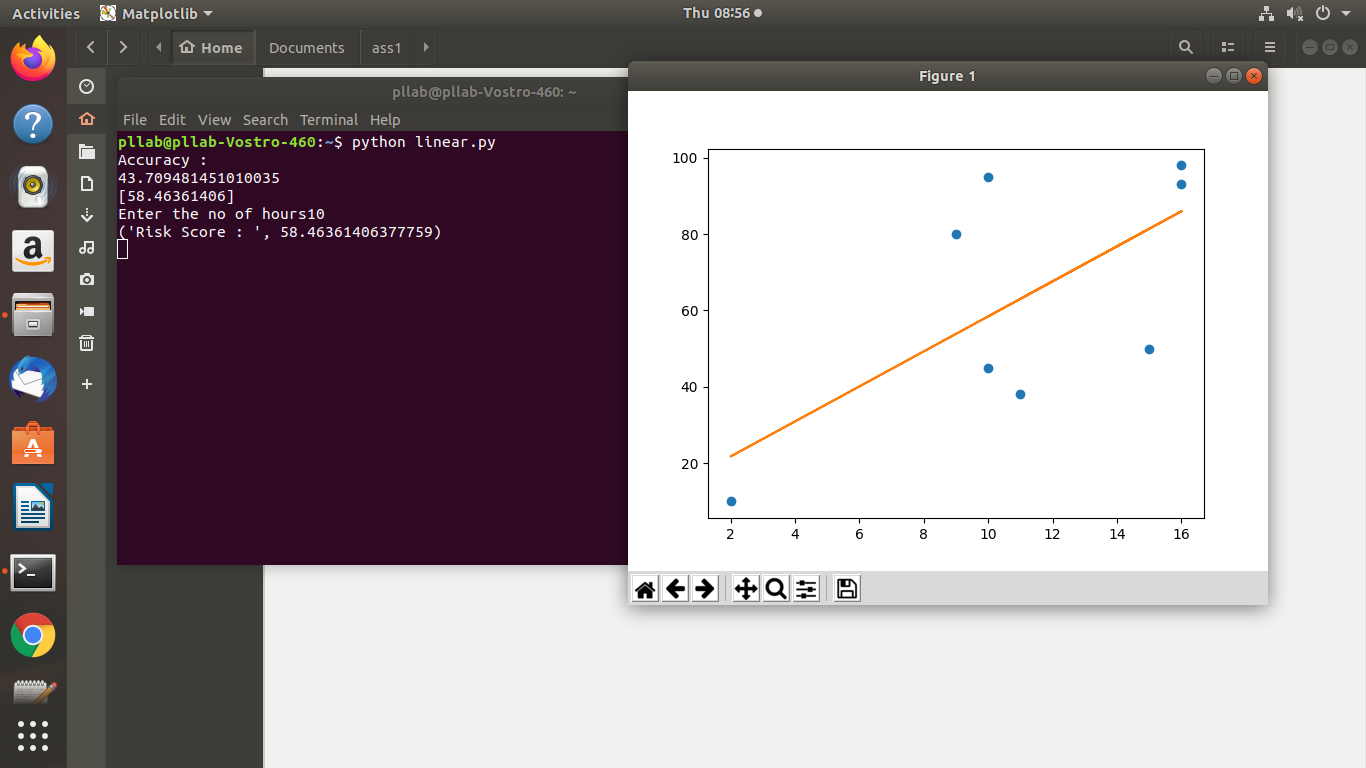 Activities Matplotlib Thu 08:56
Home Documents ass1
pllab@pllab-Vostro-460: ~
File Edit View Search Terminal Help
pllab@pllab-Vostro-460:~$ python linear.py
Accuracy :
43.709481451010035
[58.46361406]
Enter the no of hours10
('Risk Score : ', 58.46361406377759)
Figure 1
100
80
60
40
20
2 4 6 8 10 12 14 16